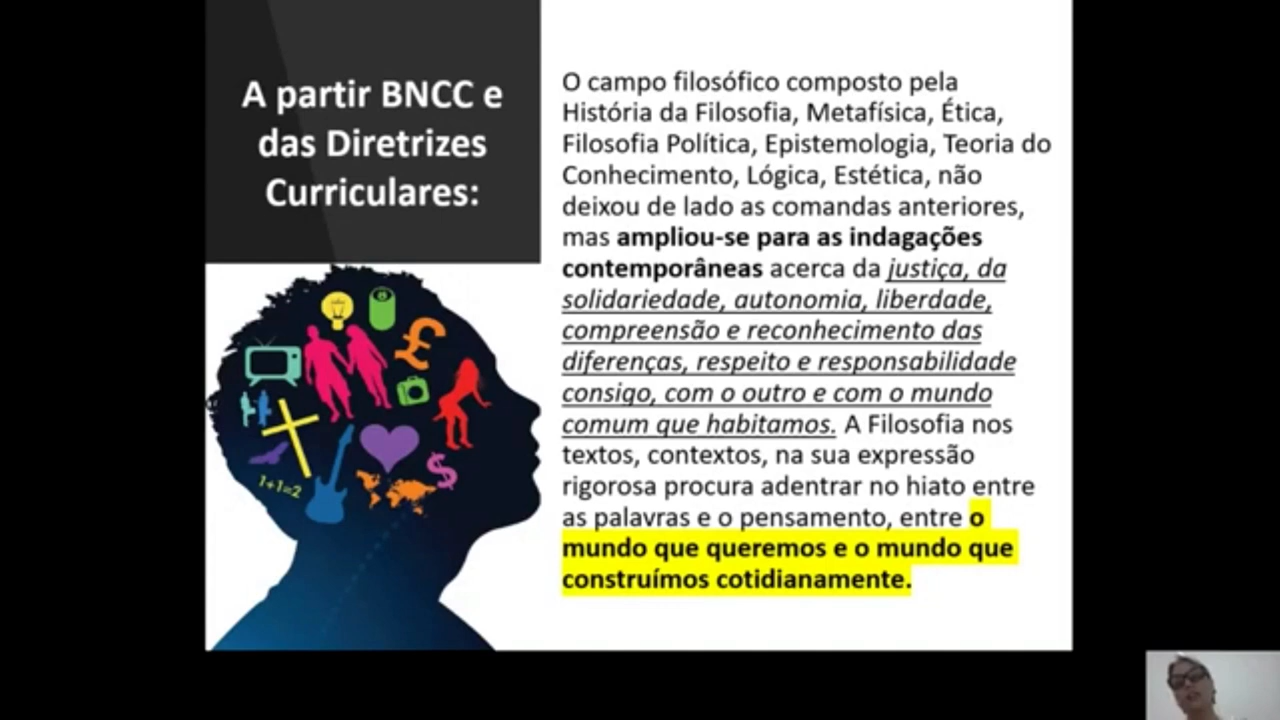 A partir BNCC e
das Diretrizes
Curriculares:
O campo filosófico composto pela
História da Filosofia, Metafísica, Ética,
Filosofia Política, Epistemologia, Teoria do
Conhecimento, Lógica, Estética, não
deixou de lado as comandas anteriores,
mas ampliou-se para as indagações
contemporâneas acerca da justiça, da
solidariedade, autonomia, liberdade,
compreensão e reconhecimento das
diferenças, respeito e responsabilidade
consigo, com o outro e com o mundo
comum que habitamos. A Filosofia nos
textos, contextos, na sua expressão
rigorosa procura adentrar no hiato entre
as palavras e o pensamento, entre o
mundo que queremos e o mundo que
construímos cotidianamente.
£
$
1+1=2